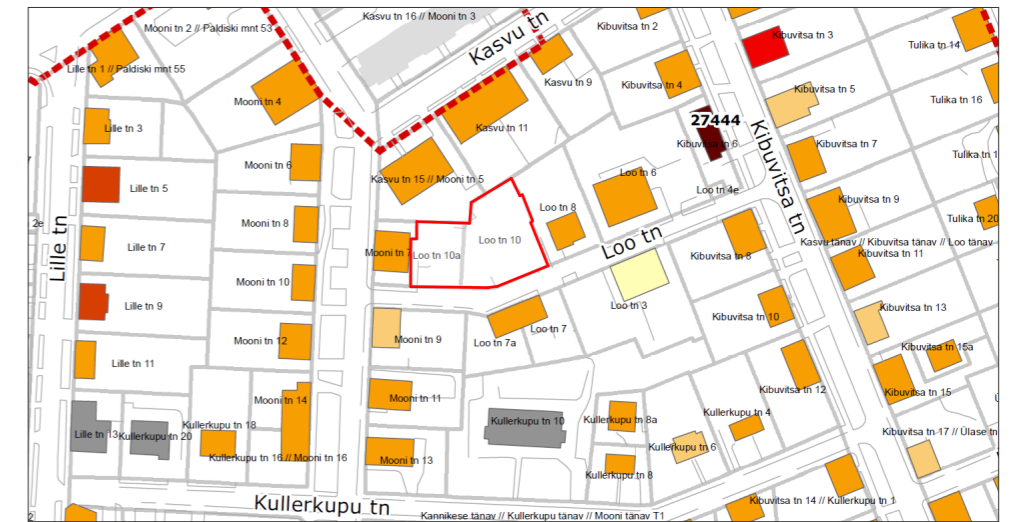 Mooni tn 2 // Paldiski mnt 53
Kasvu tn 16 // Mooni tn 3
Kasvu tn
Kibuvitsa tn 2
Kibuvitsa tn 3
Tulika tn 14
Lille tn 1 // Paldiski mnt 55
Kasvu tn 9
Kibuvitsa tn 4
Kibuvitsa tn 5
Tulika tn 16
Mooni tn 4
Lille tn 3
Kasvu tn 11
27444
Kibuvitsa tn 6
Kibuvitsa tn 7
Tulika tn 1
Mooni tn 6
Kasvu tn 15 // Mooni tn 5
Loo tn 6
Lille tn 5
Loo tn 4e
Kibuvitsa tn
Kibuvitsa tn 9
Loo tn 8
2e
Mooni tn 8
Tulika tn 20
Lille tn
Lille tn 7
Mooni tn 7
Loo tn 10a
Loo tn 10
Loo tn
Kasvu tänav // Kibuvitsa tänav // Loo tänav
Kibuvitsa tn 8
Kibuvitsa tn 11
Mooni tn 10
Lille tn 9
Loo tn 3
Kibuvitsa tn 13
Kibuvitsa tn 10
Loo tn 7
Mooni tn 12
Mooni tn 9
Loo tn 7a
Kibuvitsa tn 15a
Lille tn 11
Kibuvitsa tn 12
Kibuvitsa tn 15
Mooni tn 14
Mooni tn 11
Kullerkupu tn 4
Kullerkupu tn 18
Kullerkupu tn 10
Kullerkupu tn 8a
Lille tn 13
Kullerkupu tn 20
Kibuvitsa tn 17 // Ülase tn
Kullerkupu tn 6
Kullerkupu tn 16 // Mooni tn 16
Mooni tn 13
Kullerkupu tn 8
Kullerkupu tn
Kibuvitsa tn 14 // Kullerkupu tn 1
Kannikese tänav // Kullerkupu tänav // Mooni tänav T1
2